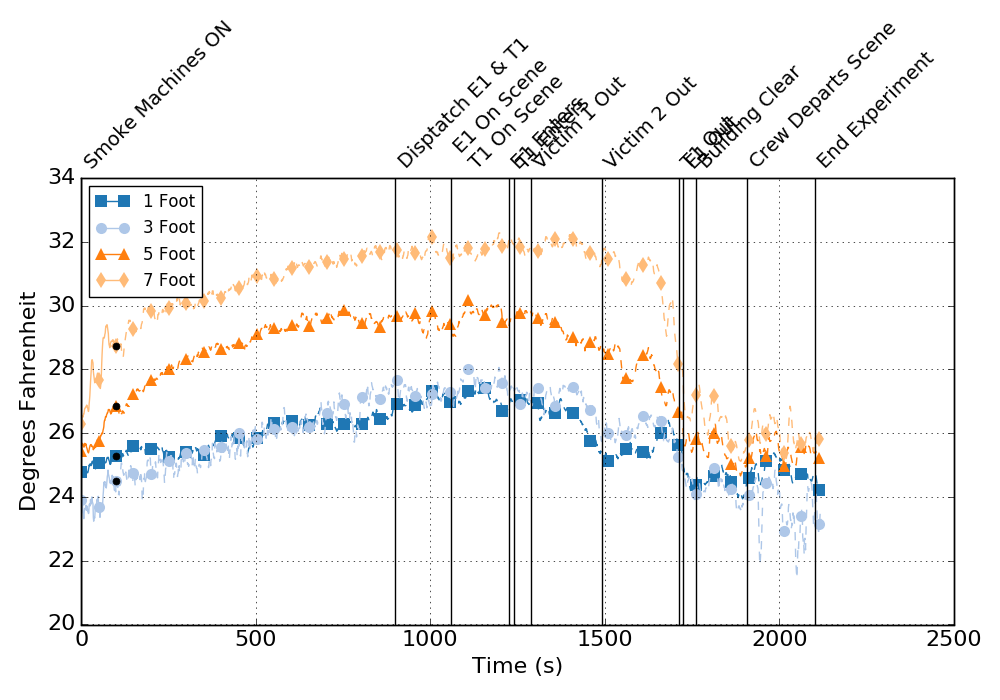 Smoke Machines ON
Disptatch E1 & T1
E1 On Scene
T1 On Scene
E1 Enters
T1 Enters
Victim 1 Out
Victim 2 Out
T1 Out
E1 Out
Building Clear
Crew Departs Scene
End Experiment
34
32
30
28
26
24
22
20
1 Foot
3 Foot
5 Foot
7 Foot
Degrees Fahrenheit
0
500
1000
1500
2000
2500
Time (s)